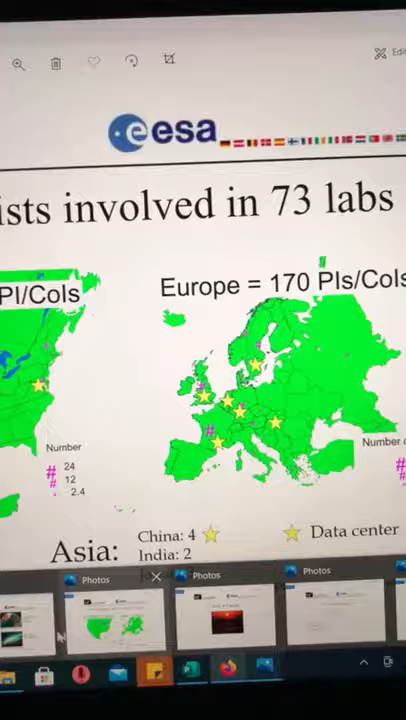 Edi
esa
ists involved in 73 labs
PI/CoIs
Europe = 170 PIs/CoIs
Number
# 24
# 12
2.4
Number
#
#
Asia:
China: 4
India: 2
Data center
Photos
Photos
Photos